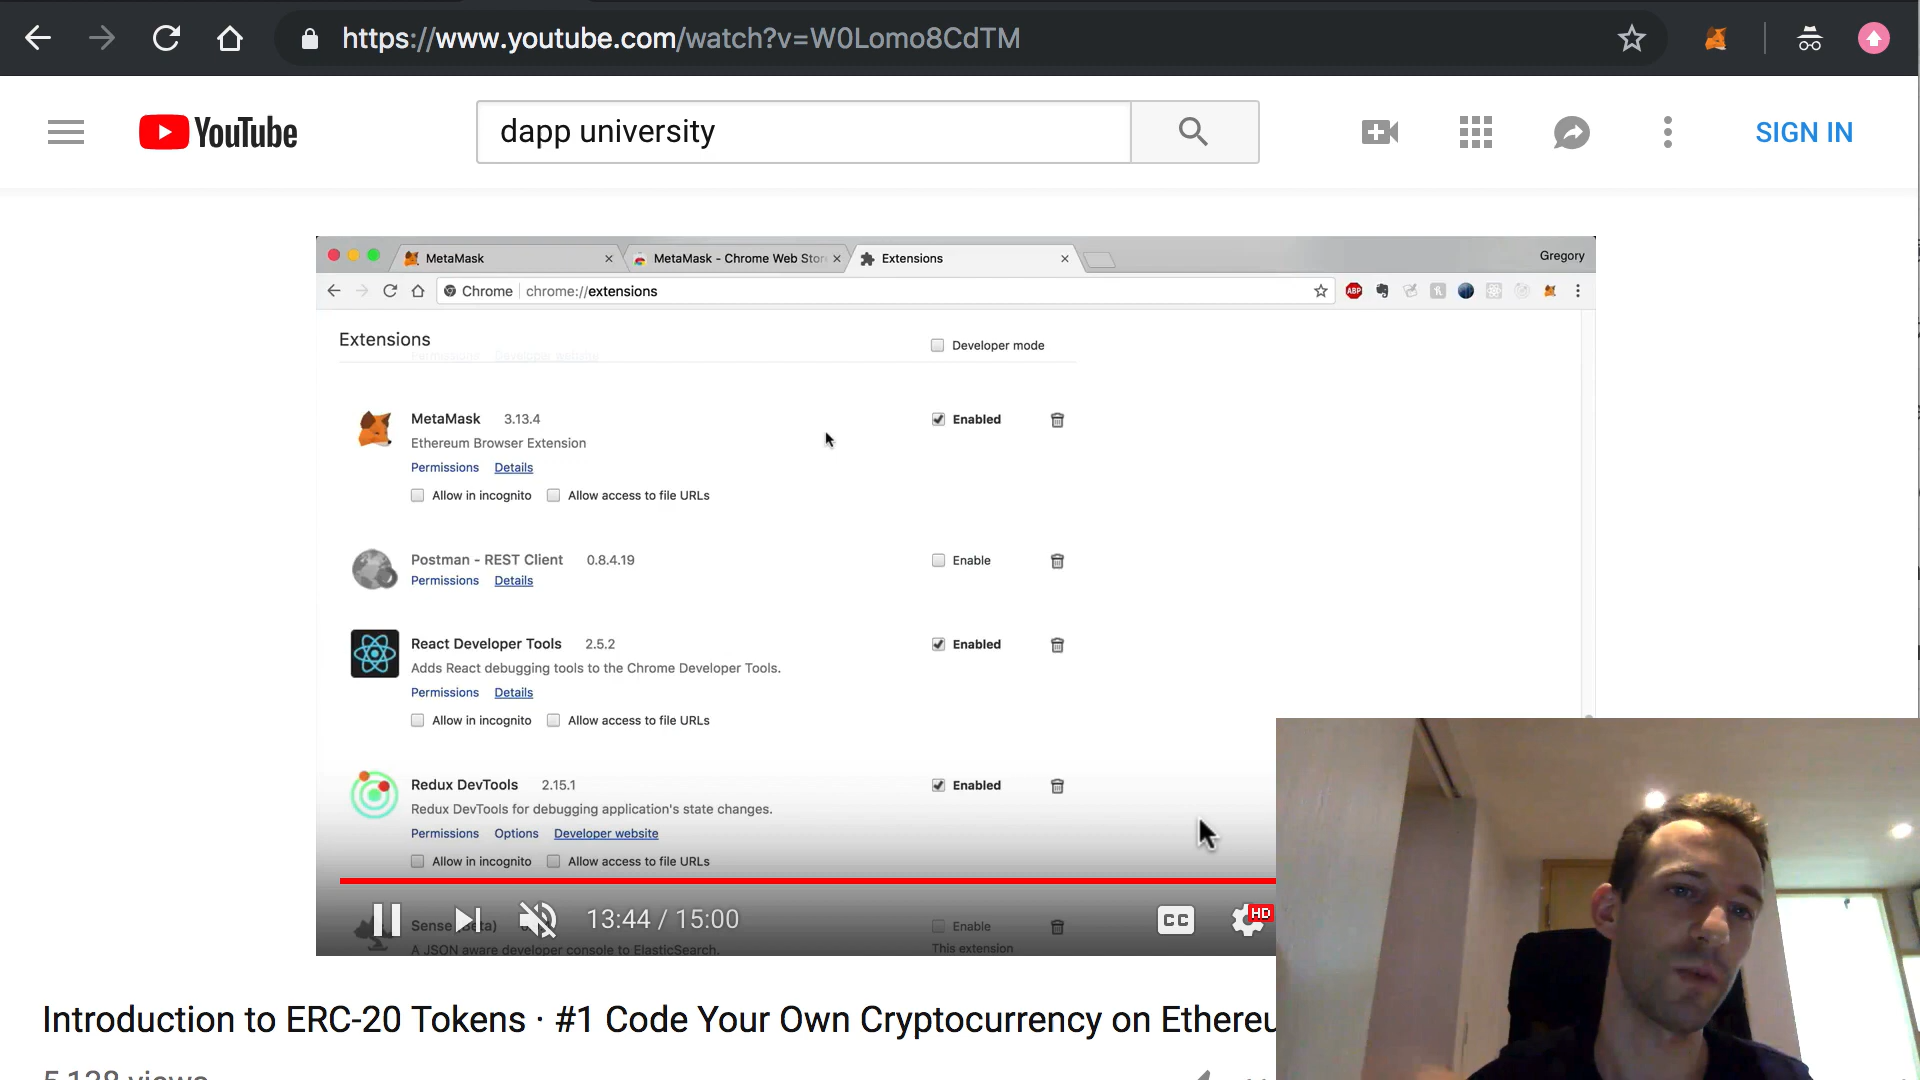 https://www.youtube.com/watch?v=W0Lomo8CdTM
YouTube
dapp university
SIGN IN
MetaMask
MetaMask - Chrome Web Stor
Extensions
Gregory
Chrome
chrome://extensions
ABP
Extensions
Permissions Developer website
Developer mode
MetaMask 3.13.4
Enabled
Ethereum Browser Extension
Permissions Details
Allow in incognito
Allow access to file URLs
Postman - REST Client 0.8.4.19
Enable
Permissions Details
React Developer Tools 2.5.2
Enabled
Adds React debugging tools to the Chrome Developer Tools.
Permissions Details
Allow in incognito
Allow access to file URLs
Redux DevTools 2.15.1
Enabled
Redux DevTools for debugging application's state changes.
Permissions Options Developer website
Allow in incognito
Allow access to file URLs
13:44 / 15:00
CC
HD
Enable
A JSON aware developer console to ElasticSearch.
This extension
Introduction to ERC-20 Tokens · #1 Code Your Own Cryptocurrency on Ethereu